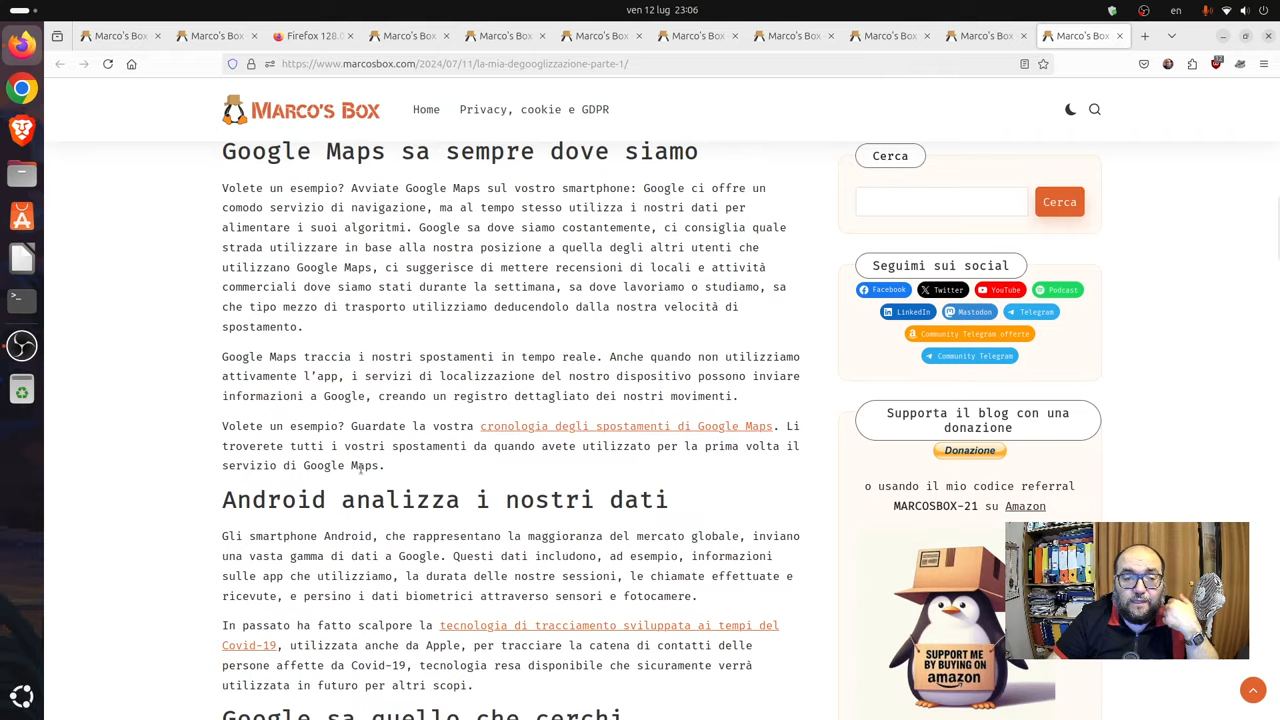 ven 12 lug 23:06
en
Marco's Bo
Marco's Bo
Firefox 128.0
Marco's Bo
Marco's Bo
Marco's Bo
Marco's Bo
Marco's Bo
Marco's Bo
Marco's Bo
Marco's Box
https://www.marcosbox.com/2024/07/11/la-mia-degooglizzazione-parte-1/
MARCO'S BOX
Home
Privacy, cookie e GDPR
Google Maps sa sempre dove siamo
Volete un esempio? Avviate Google Maps sul vostro smartphone: Google ci offre un
comodo servizio di navigazione, ma al tempo stesso utilizza i nostri dati per
alimentare i suoi algoritmi. Google sa dove siamo costantemente, ci consiglia quale
strada utilizzare in base alla nostra posizione a quella degli altri utenti che
utilizzano Google Maps, ci suggerisce di mettere recensioni di locali e attività
commerciali dove siamo stati durante la settimana, sa dove lavoriamo o studiamo, sa
che tipo mezzo di trasporto utilizziamo deducendolo dalla nostra velocità di
spostamento.
Google Maps traccia i nostri spostamenti in tempo reale. Anche quando non utilizziamo
attivamente l'app, i servizi di localizzazione del nostro dispositivo possono inviare
informazioni a Google, creando un registro dettagliato dei nostri movimenti.
Volete un esempio? Guardate la vostra cronologia degli spostamenti di Google Maps. Li
troverete tutti i vostri spostamenti da quando avete utilizzato per la prima volta il
servizio di Google Maps.
Android analizza i nostri dati
Gli smartphone Android, che rappresentano la maggioranza del mercato globale, inviano
una vasta gamma di dati a Google. Questi dati includono, ad esempio, informazioni
sulle app che utilizziamo, la durata delle nostre sessioni, le chiamate effettuate e
ricevute, e persino i dati biometrici attraverso sensori e fotocamere.
In passato ha fatto scalpore la tecnologia di tracciamento sviluppata ai tempi del
Covid-19, utilizzata anche da Apple, per tracciare la catena di contatti delle
persone affette da Covid-19, tecnologia resa disponibile che sicuramente verrà
utilizzata in futuro per altri scopi.
Google sa quello che cerchi
Cerca
Cerca
Seguimi sui social
Facebook
Twitter
YouTube
Podcast
LinkedIn
Mastodon
Telegram
Community Telegram offerte
Community Telegram
Supporta il blog con una
donazione
Donazione
o usando il mio codice referral
MARCOSBOX-21 su Amazon
SUPPORT ME
BY BUYING ON
amazon